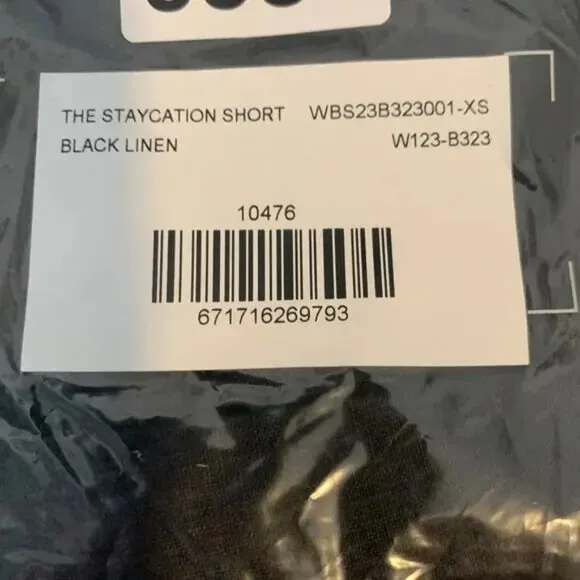 THE STAYCATION SHORT WBS23B323001-XS
BLACK LINEN W123-B323
10476
671716269793